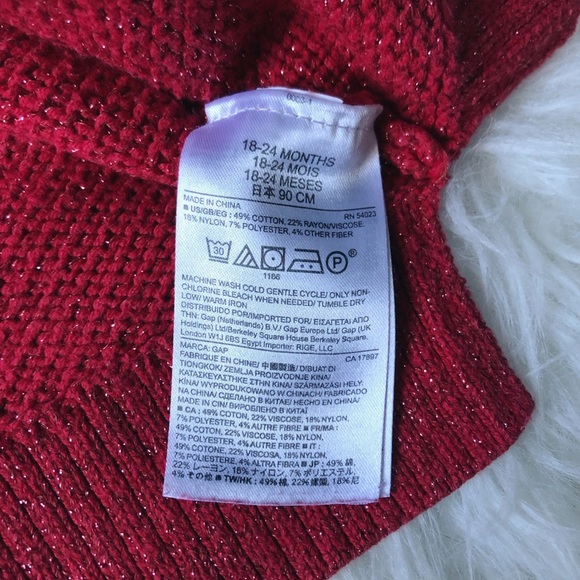 18-24 MONTHS
18-24 MOIS
18-24 MESES
日本 90 CM
MADE IN CHINA RN 54023
■ US/GB/EG : 49% COTTON, 22% RAYON/VISCOSE,
18% NYLON, 7% POLYESTER, 4% OTHER FIBER
30 P
1166
MACHINE WASH COLD GENTLE CYCLE/ ONLY NON-
CHLORINE BLEACH WHEN NEEDED/ TUMBLE DRY
LOW/ WARM IRON
DISTRIBUIDO POR/IMPORTED FOR/ ΕΙΣΑΓΕΤΑΙ ΑΠΟ
ΤΗΝ: Gap (Netherlands) B.V./ Gap Europe Ltd/ Gap (UK
Holdings) Ltd/Berkeley Square House Berkeley Square,
London W1J 6BS Egypt Importer: RIGE, LLC
MARCA: GAP CA 17897
FABRIQUE EN CHINE/ 中國製造/ DIBUAT DI
TIONGKOK/ ZEMLJA PROIZVODNJE KINA/
ΚΑΤΑΣΚΕΥΑΖΕΤΑΙ ΣΤΗΝ ΚΙΝΑ/ SZÁRMAZÁSI HELY
KÍNA/ WYPRODUKOWANO W CHINACH/ FABRICAT
ÎN CHINA/ СДЕЛАНО В КИТАЕ/ HECHO EN CHINA/
MADE IN CIN/ ВИРОБЛЕНО В КИТАЇ
■ CA : 49% COTTON, 22% VISCOSE, 18% NYLON,
7% POLYESTER, 4% OTHER FIBRE ■ FR/MA :
49% COTON, 22% VISCOSE, 18% NYLON,
7% POLYESTER, 4% AUTRE FIBRE ■ IT :
49% COTONE, 22% VISCOSA, 18% NYLON,
7% POLIESTERE, 4% ALTRA FIBRA ■ JP : 49% 綿,
22% レーヨン, 18% ナイロン, 7% ポリエステル,
4% その他 ■ TW/HK : 49% 棉, 22% 嫘縈, 18% 尼